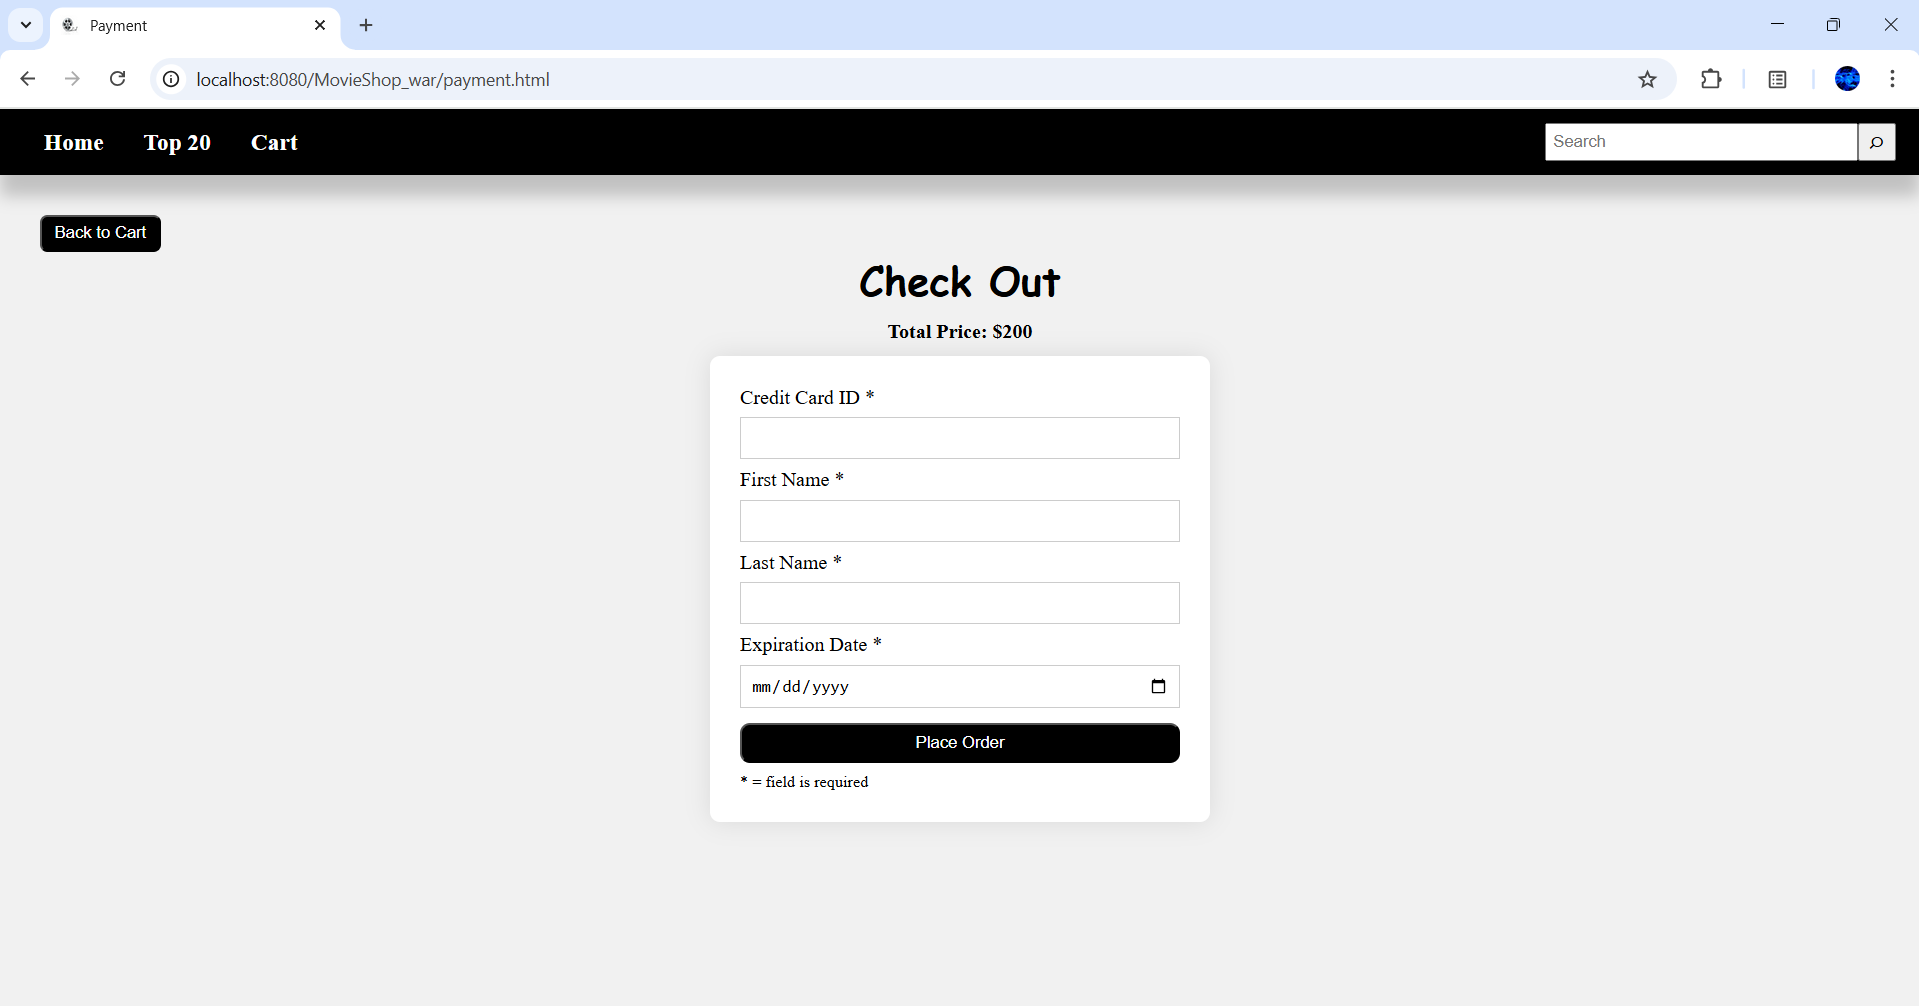 Payment
localhost:8080/MovieShop_war/payment.html
Home Top 20 Cart Search
Back to Cart
Check Out
Total Price: $200
Credit Card ID *
First Name *
Last Name *
Expiration Date *
mm/dd/yyyy
Place Order
* = field is required